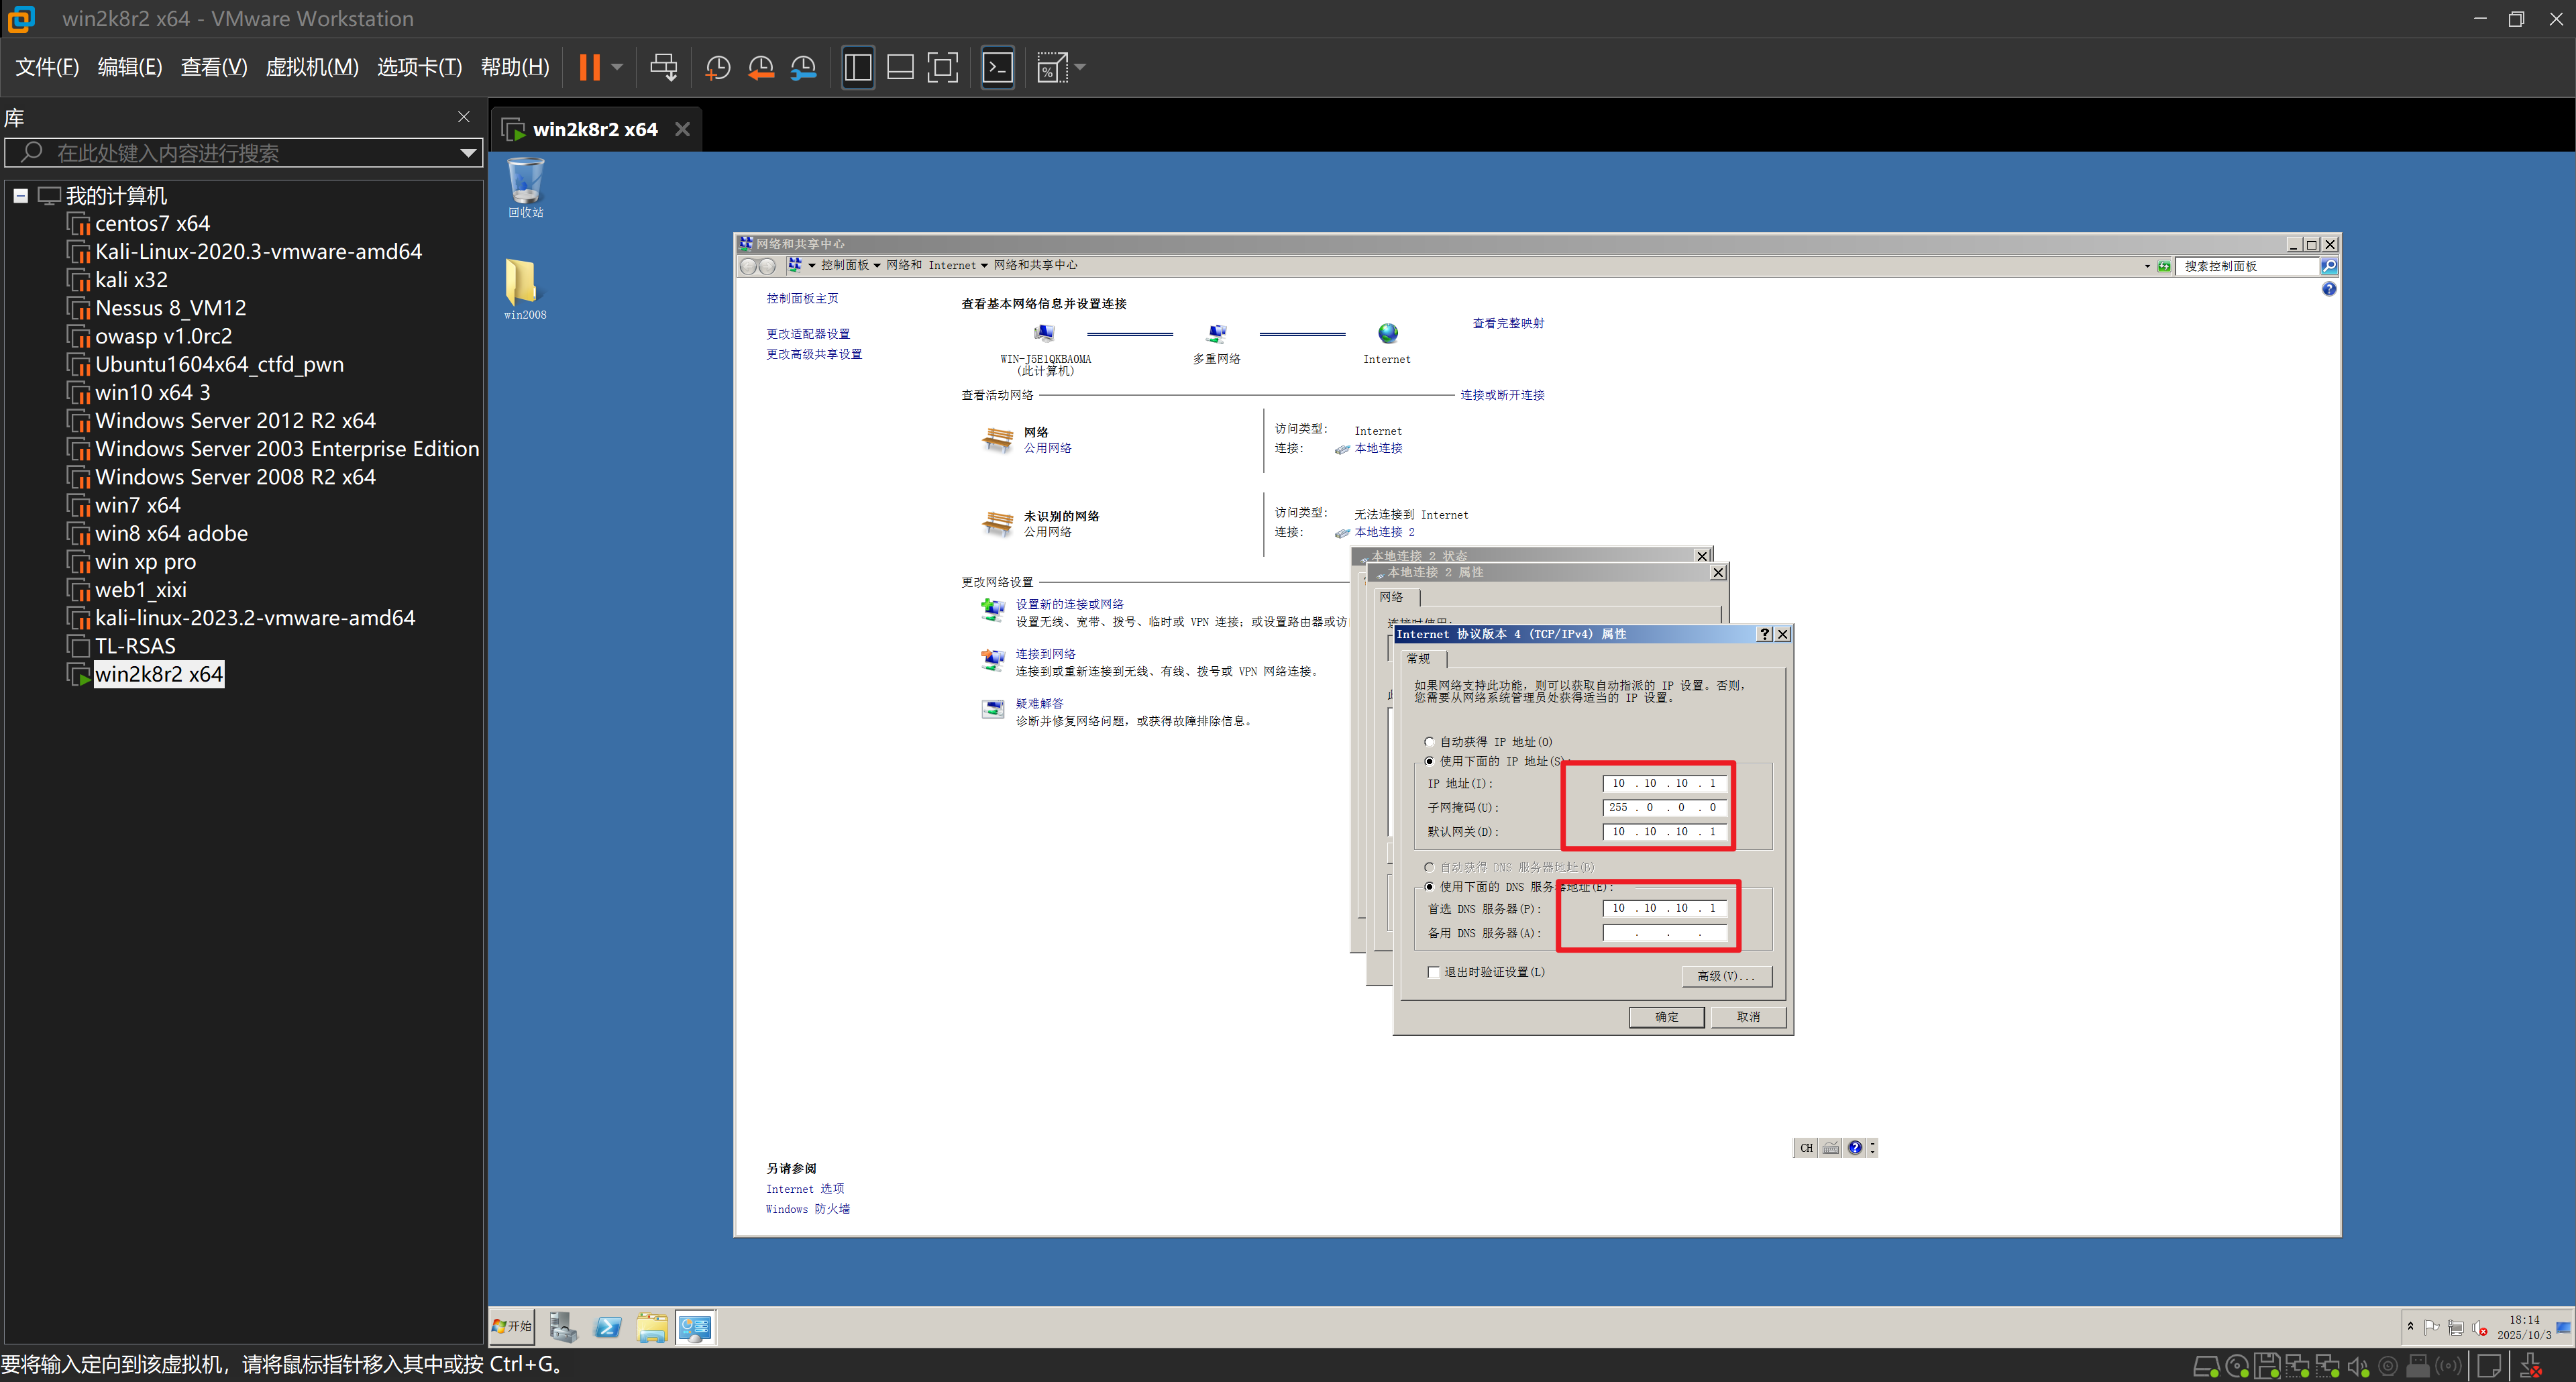 win2k8r2 x64 - VMware Workstation
文件(F) 编辑(E) 查看(V) 虚拟机(M) 选项卡(T) 帮助(H)
库
在此处键入内容进行搜索
我的计算机
centos7 x64
Kali-Linux-2020.3-vmware-amd64
kali x32
Nessus 8_VM12
owasp v1.0rc2
Ubuntu1604x64_ctfd_pwn
win10 x64 3
Windows Server 2012 R2 x64
Windows Server 2003 Enterprise Edition
Windows Server 2008 R2 x64
win7 x64
win8 x64 adobe
win xp pro
web1_xixi
kali-linux-2023.2-vmware-amd64
TL-RSAS
win2k8r2 x64
win2k8r2 x64
回收站
win2008
网络和共享中心
控制面板 网络和 Internet 网络和共享中心
搜索控制面板
控制面板主页
更改适配器设置
更改高级共享设置
查看基本网络信息并设置连接
查看完整映射
WIN-J5E1QKBA0MA
(此计算机)
多重网络
Internet
查看活动网络
连接或断开连接
网络
公用网络
访问类型: Internet
连接: 本地连接
未识别的网络
公用网络
访问类型: 无法连接到 Internet
连接: 本地连接 2
更改网络设置
设置新的连接或网络
设置无线、宽带、拨号、临时或 VPN 连接；或设置路由器或访
连接到网络
连接到或重新连接到无线、有线、拨号或 VPN 网络连接。
疑难解答
诊断并修复网络问题，或获得故障排除信息。
本地连接 2 状态
本地连接 2 属性
网络
连接时使用:
Internet 协议版本 4 (TCP/IPv4) 属性
常规
如果网络支持此功能，则可以获取自动指派的 IP 设置。否则，
您需要从网络系统管理员处获得适当的 IP 设置。
自动获得 IP 地址(O)
使用下面的 IP 地址(S):
IP 地址(I): 10 . 10 . 10 . 1
子网掩码(U): 255 . 0 . 0 . 0
默认网关(D): 10 . 10 . 10 . 1
自动获得 DNS 服务器地址(B)
使用下面的 DNS 服务器地址(E):
首选 DNS 服务器(P): 10 . 10 . 10 . 1
备用 DNS 服务器(A): . . .
退出时验证设置(L)
高级(V)...
确定 取消
CH
另请参阅
Internet 选项
Windows 防火墙
开始
18:14
2025/10/3
要将输入定向到该虚拟机，请将鼠标指针移入其中或按 Ctrl+G。